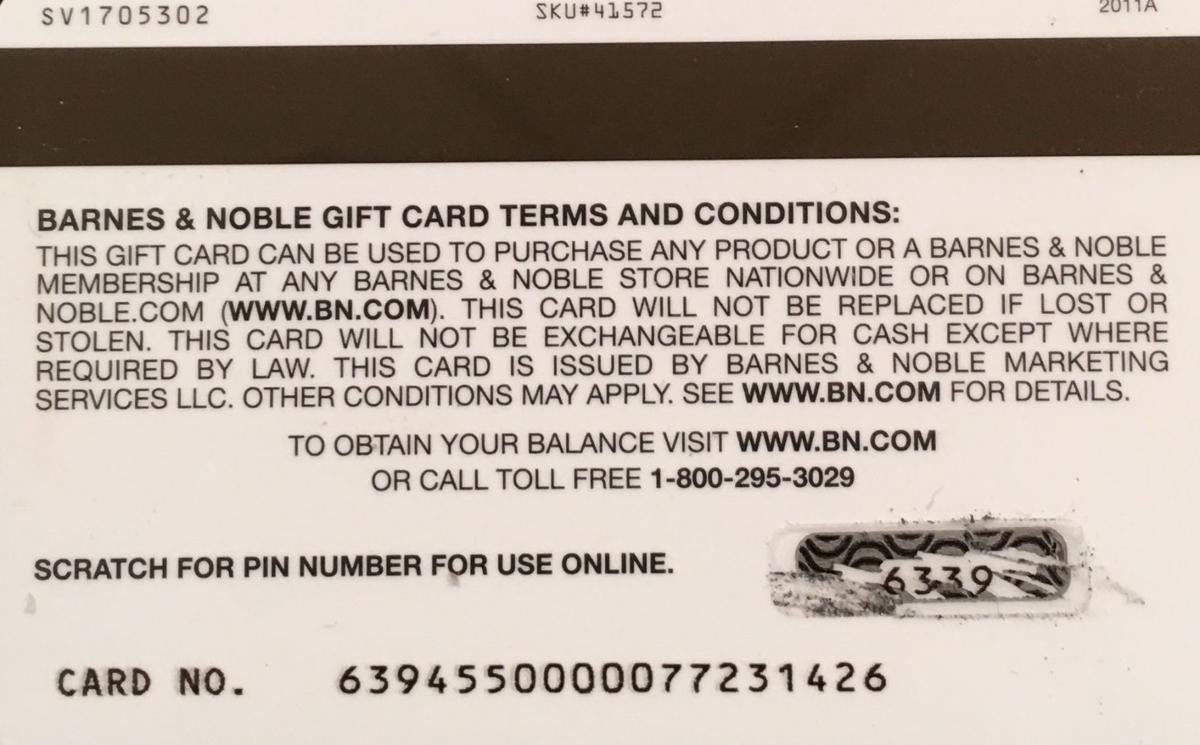 SV1705302 SKU#41572 2011A
BARNES & NOBLE GIFT CARD TERMS AND CONDITIONS:
THIS GIFT CARD CAN BE USED TO PURCHASE ANY PRODUCT OR A BARNES & NOBLE
MEMBERSHIP AT ANY BARNES & NOBLE STORE NATIONWIDE OR ON BARNES &
NOBLE.COM (WWW.BN.COM). THIS CARD WILL NOT BE REPLACED IF LOST OR
STOLEN. THIS CARD WILL NOT BE EXCHANGEABLE FOR CASH EXCEPT WHERE
REQUIRED BY LAW. THIS CARD IS ISSUED BY BARNES & NOBLE MARKETING
SERVICES LLC. OTHER CONDITIONS MAY APPLY. SEE WWW.BN.COM FOR DETAILS.
TO OBTAIN YOUR BALANCE VISIT WWW.BN.COM
OR CALL TOLL FREE 1-800-295-3029
SCRATCH FOR PIN NUMBER FOR USE ONLINE. 6339
CARD NO. 6394550000077231426